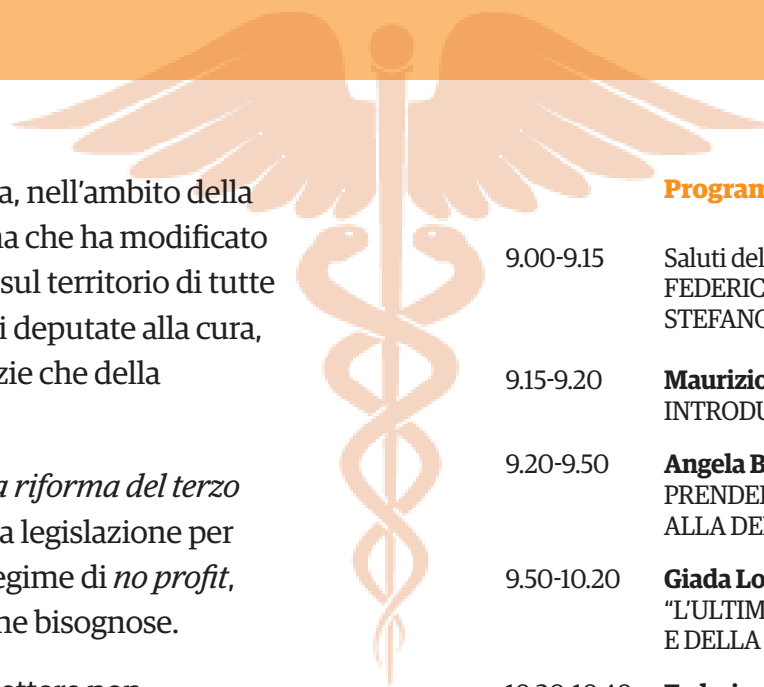 a, nell'ambito della
na che ha modificato
sul territorio di tutte
i deputate alla cura,
zie che della
a riforma del terzo
a legislazione per
egime di no profit,
ne bisognose.
Program
9.00-9.15 Saluti del
FEDERIC
STEFANO
9.15-9.20 Maurizio
INTRODU
9.20-9.50 Angela B
PRENDE
ALLA DE
9.50-10.20 Giada Lo
"L'ULTIM
E DELLA